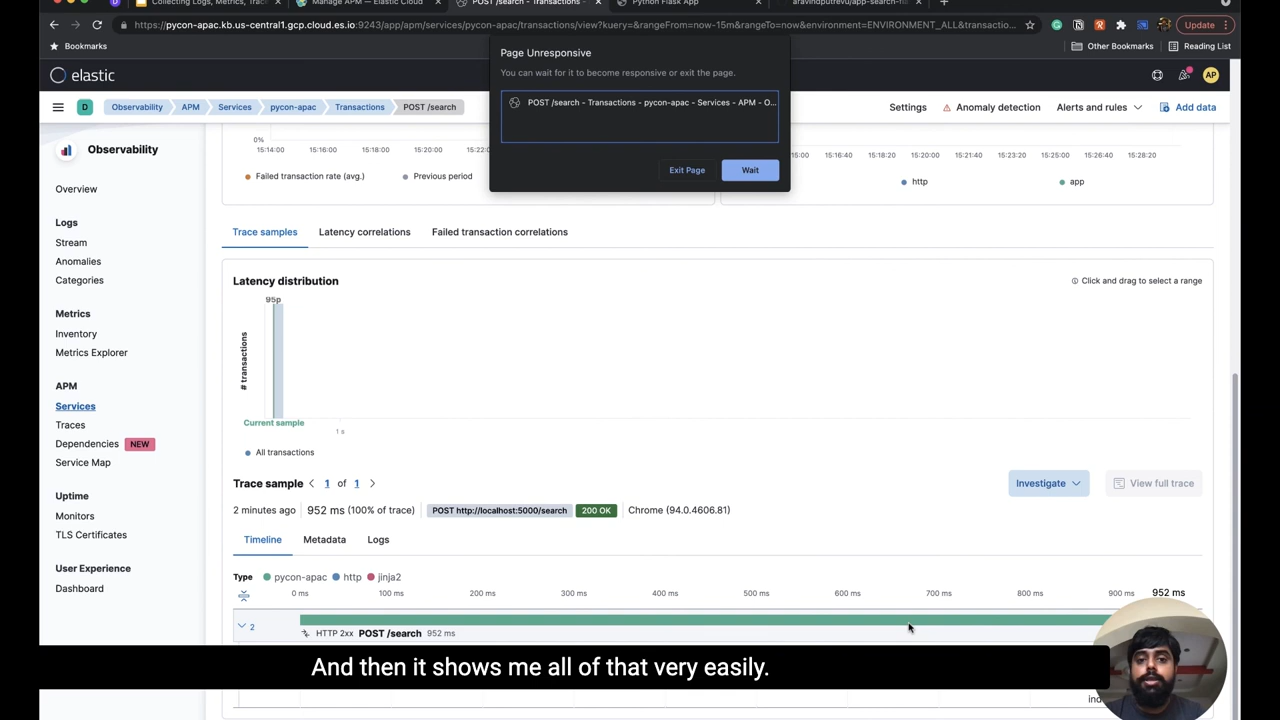 Collecting Logs, Metrics, Trac
Manage APM — Elastic Cloud
POST /search - Transactions -
Python Flask App
aravindputrevu/app-search-fl
https://pycon-apac.kb.us-central1.gcp.cloud.es.io:9243/app/apm/services/pycon-apac/transactions/view?kuery=&rangeFrom=now-15m&rangeTo=now&environment=ENVIRONMENT_ALL&transactio...
Update
Bookmarks
Other Bookmarks
Reading List
Page Unresponsive
You can wait for it to become responsive or exit the page.
POST /search - Transactions - pycon-apac - Services - APM - O...
Exit Page
Wait
elastic
AP
D
Observability
APM
Services
pycon-apac
Transactions
POST /search
Settings
Anomaly detection
Alerts and rules
Add data
Observability
Overview
Logs
Stream
Anomalies
Categories
Metrics
Inventory
Metrics Explorer
APM
Services
Traces
Dependencies NEW
Service Map
Uptime
Monitors
TLS Certificates
User Experience
Dashboard
0%
15:14:00 15:16:00 15:18:00 15:20:00 15:22:00
Failed transaction rate (avg.) Previous period
15:00 15:16:40 15:18:20 15:20:00 15:21:40 15:23:20 15:25:00 15:26:40 15:28:20
http app
Trace samples
Latency correlations
Failed transaction correlations
Latency distribution
Click and drag to select a range
95p
# transactions
Current sample
1 s
All transactions
Trace sample 1 of 1
Investigate
View full trace
2 minutes ago 952 ms (100% of trace) POST http://localhost:5000/search 200 OK Chrome (94.0.4606.81)
Timeline
Metadata
Logs
Type pycon-apac http jinja2
0 ms 100 ms 200 ms 300 ms 400 ms 500 ms 600 ms 700 ms 800 ms 900 ms 952 ms
2
HTTP 2xx POST /search 952 ms
And then it shows me all of that very easily.